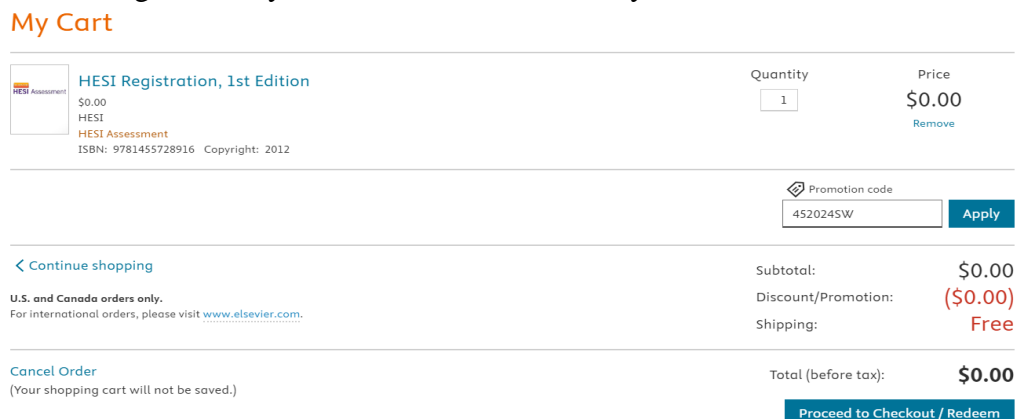 My Cart
HESI Registration, 1st Edition
Quantity
Price
HESI Assessment
$0.00
HESI
HESI Assessment
ISBN: 9781455728916 Copyright: 2012
1
$0.00
Remove
Promotion code
452024SW
Apply
Continue shopping
U.S. and Canada orders only.
For international orders, please visit www.elsevier.com.
Subtotal:
$0.00
Discount/Promotion:
($0.00)
Shipping:
Free
Cancel Order
(Your shopping cart will not be saved.)
Total (before tax):
$0.00
Proceed to Checkout / Redeem